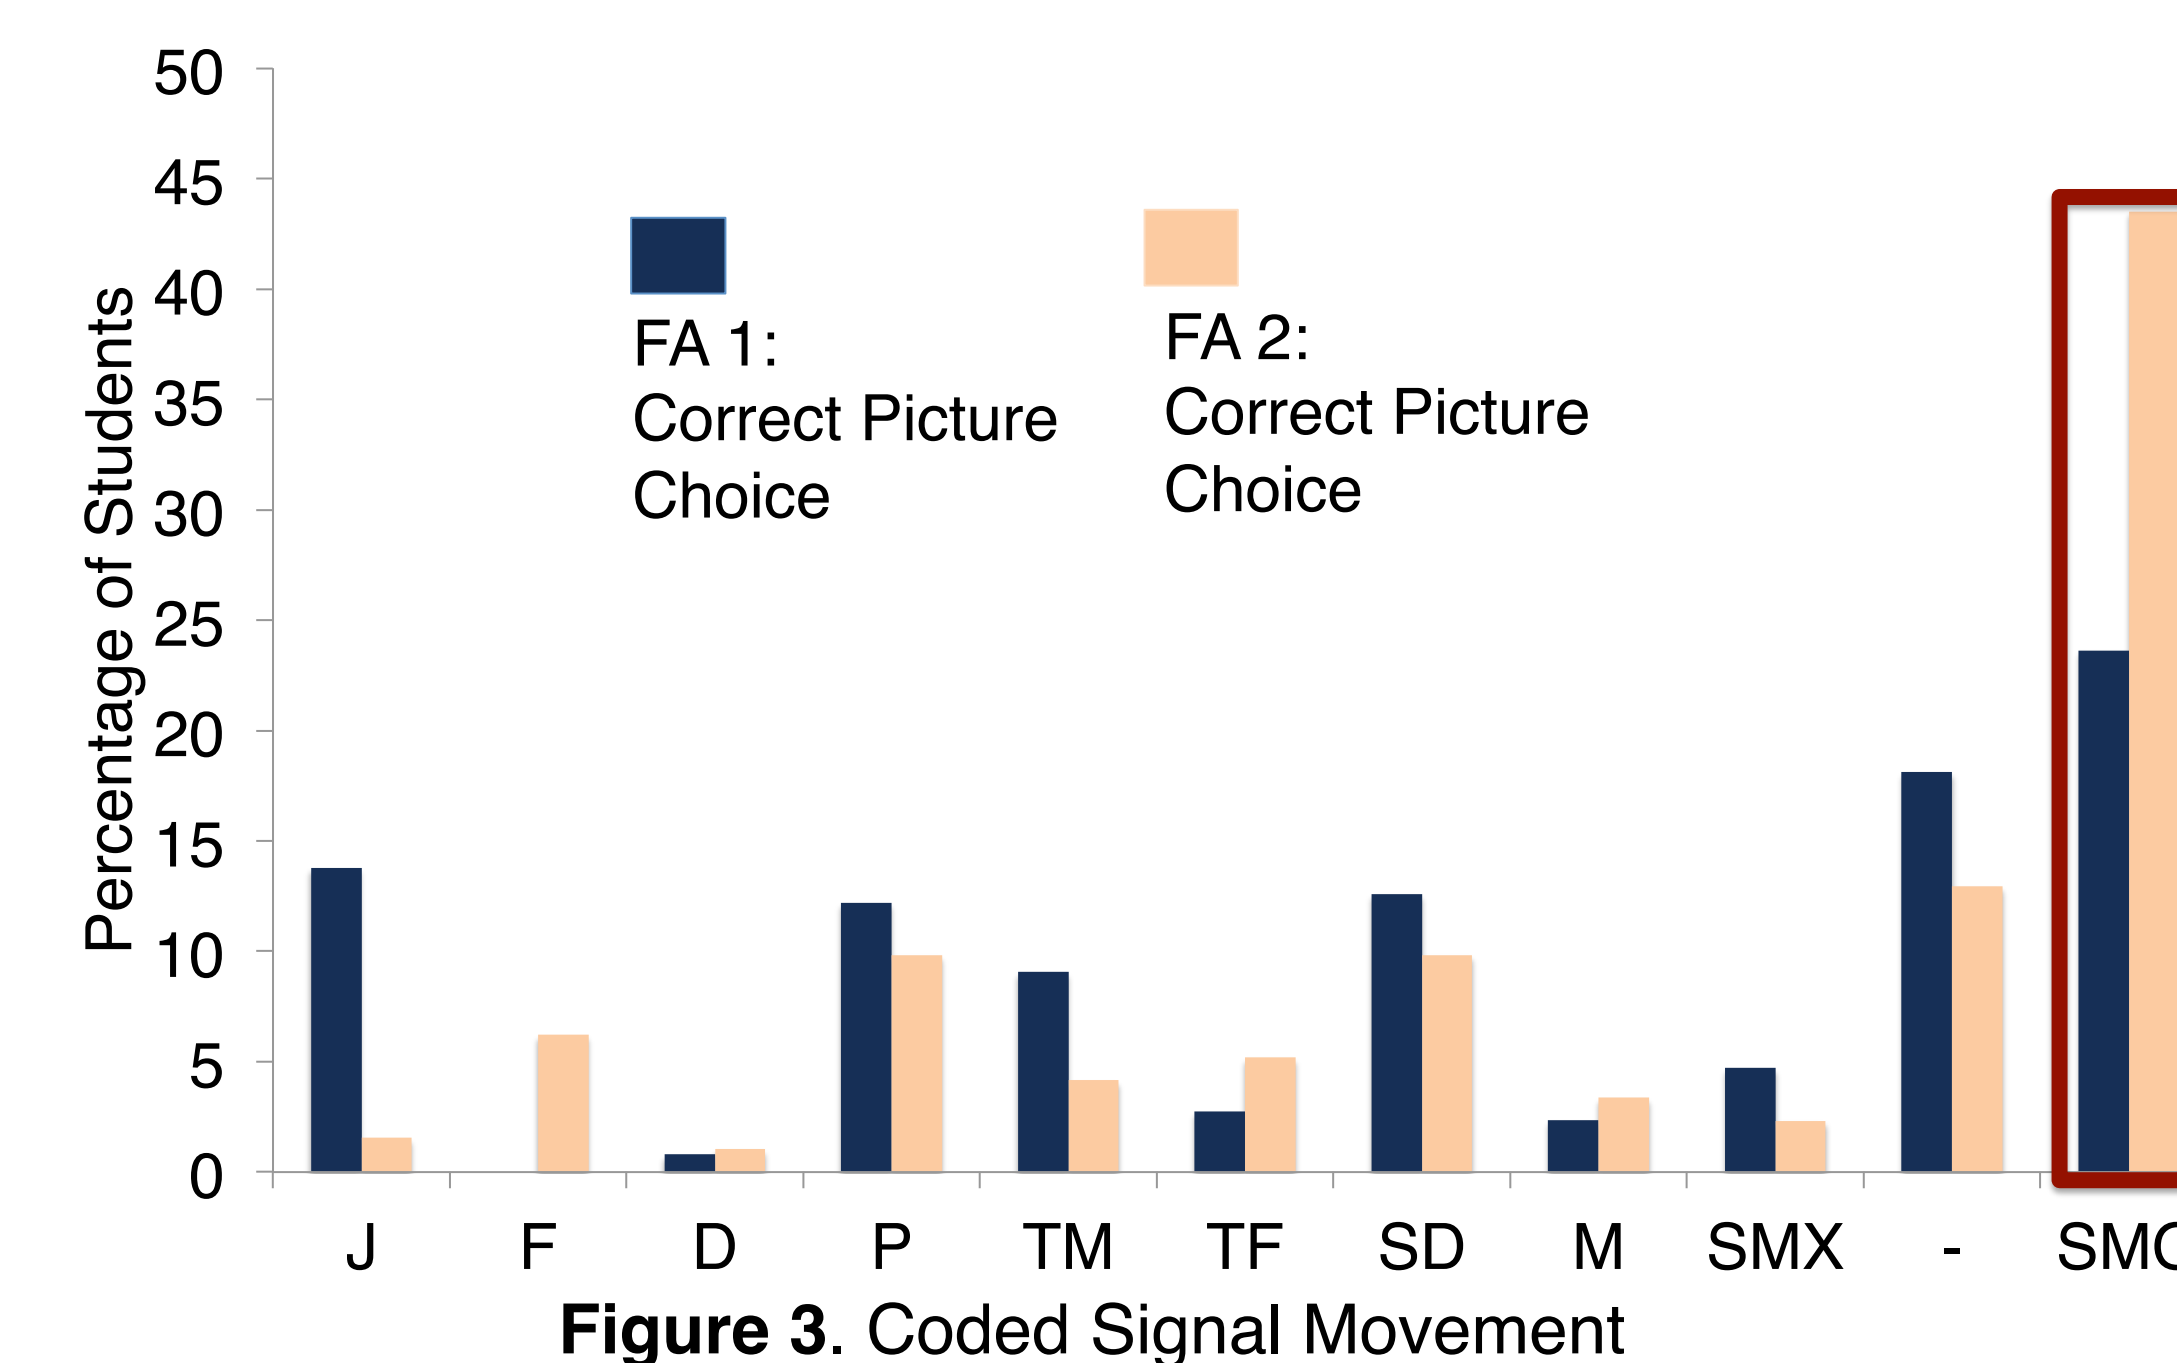 50
45
40
35
30
25
20
15
10
5
0
Percentage of Students
FA 1:
Correct Picture
Choice
FA 2:
Correct Picture
Choice
J F D P TM TF SD M SMX -
Figure 3. Coded Signal Movement